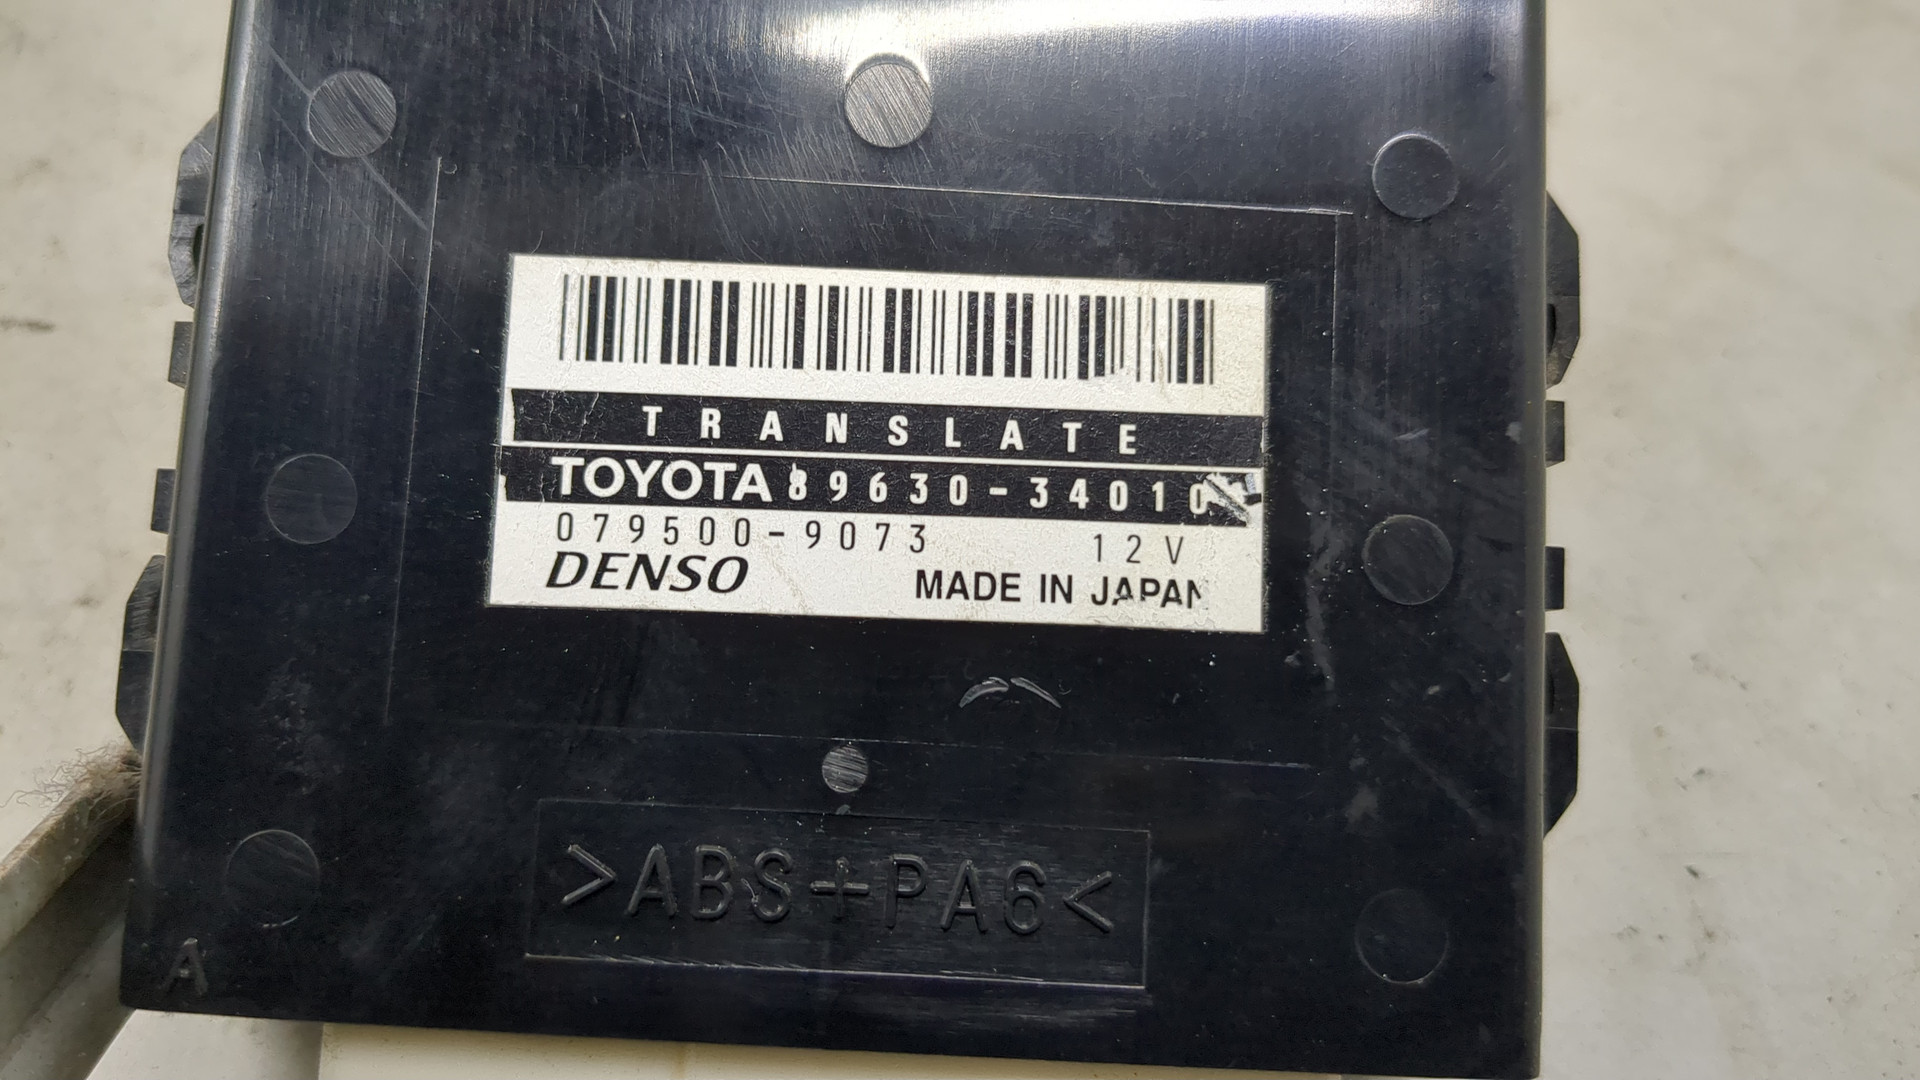 TRANSLATE
TOYOTA 89630-34010
079500-9073 12V
DENSO MADE IN JAPAN
>ABS+PA6<
A